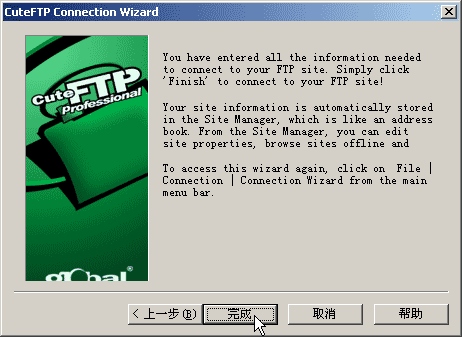 CuteFTP Connection Wizard
CuteFTP
Professional
You have entered all the information needed
to connect to your FTP site. Simply click
'Finish' to connect to your FTP site!
Your site information is automatically stored
in the Site Manager, which is like an address
book. From the Site Manager, you can edit
site properties, browse sites offline and
To access this wizard again, click on  File |
Connection | Connection Wizard from the main
menu bar.
glObal®
< 上一步(B) 完成 取消 帮助